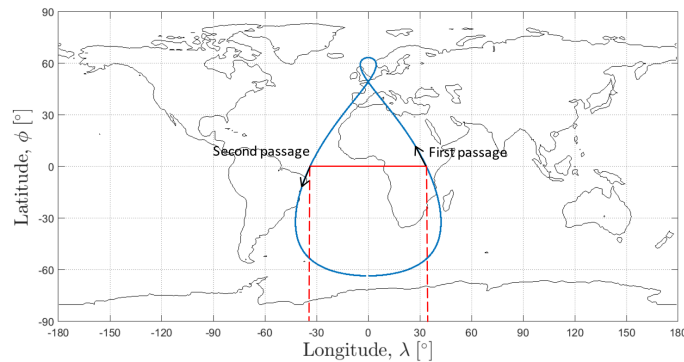 90
60
30
0
-30
-60
-90
Latitude, ϕ [°]
Second passage
First passage
-180 -150 -120 -90 -60 -30 0 30 60 90 120 150 180
Longitude, λ [°]